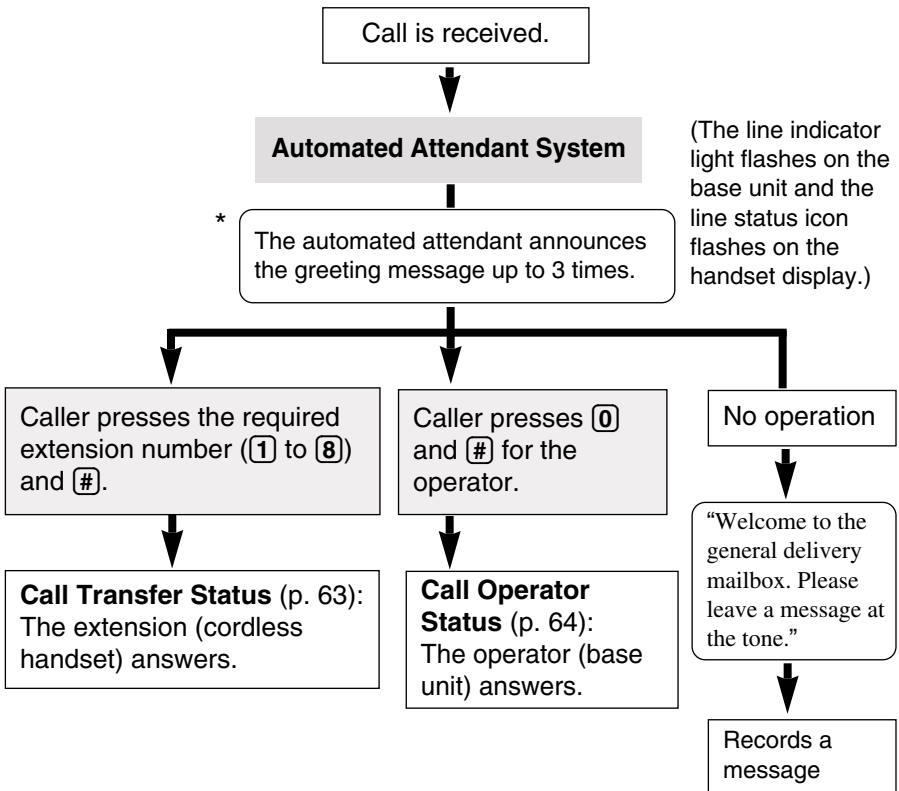 Call is received.
Automated Attendant System
(The line indicator
light flashes on the
base unit and the
line status icon
flashes on the
handset display.)
*
The automated attendant announces
the greeting message up to 3 times.
Caller presses the required
extension number (1 to 8)
and #.
Caller presses 0
and # for the
operator.
No operation
Call Transfer Status (p. 63):
The extension (cordless
handset) answers.
Call Operator
Status (p. 64):
The operator (base
unit) answers.
“Welcome to the
general delivery
mailbox. Please
leave a message at
the tone.”
Records a
message